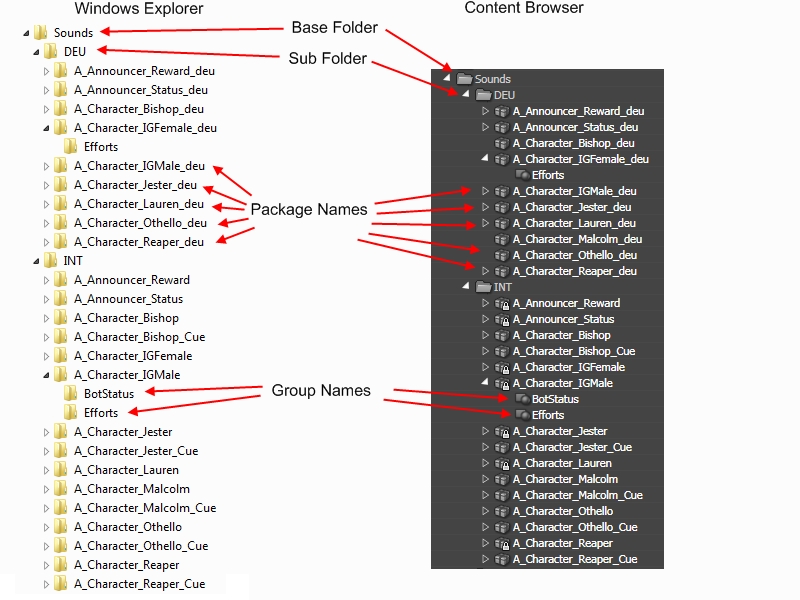 Windows Explorer
Content Browser
Base Folder
Sub Folder
Package Names
Group Names
Sounds
DEU
A_Announcer_Reward_deu
A_Announcer_Status_deu
A_Character_Bishop_deu
A_Character_IGFemale_deu
Efforts
A_Character_IGMale_deu
A_Character_Jester_deu
A_Character_Lauren_deu
A_Character_Othello_deu
A_Character_Reaper_deu
INT
A_Announcer_Reward
A_Announcer_Status
A_Character_Bishop
A_Character_Bishop_Cue
A_Character_IGFemale
A_Character_IGMale
BotStatus
Efforts
A_Character_Jester
A_Character_Jester_Cue
A_Character_Lauren
A_Character_Malcolm
A_Character_Malcolm_Cue
A_Character_Othello
A_Character_Othello_Cue
A_Character_Reaper
A_Character_Reaper_Cue
Sounds
DEU
A_Announcer_Reward_deu
A_Announcer_Status_deu
A_Character_Bishop_deu
A_Character_IGFemale_deu
Efforts
A_Character_IGMale_deu
A_Character_Jester_deu
A_Character_Lauren_deu
A_Character_Malcolm_deu
A_Character_Othello_deu
A_Character_Reaper_deu
INT
A_Announcer_Reward
A_Announcer_Status
A_Character_Bishop
A_Character_Bishop_Cue
A_Character_IGFemale
A_Character_IGMale
BotStatus
Efforts
A_Character_Jester
A_Character_Jester_Cue
A_Character_Lauren
A_Character_Malcolm
A_Character_Malcolm_Cue
A_Character_Othello
A_Character_Othello_Cue
A_Character_Reaper
A_Character_Reaper_Cue